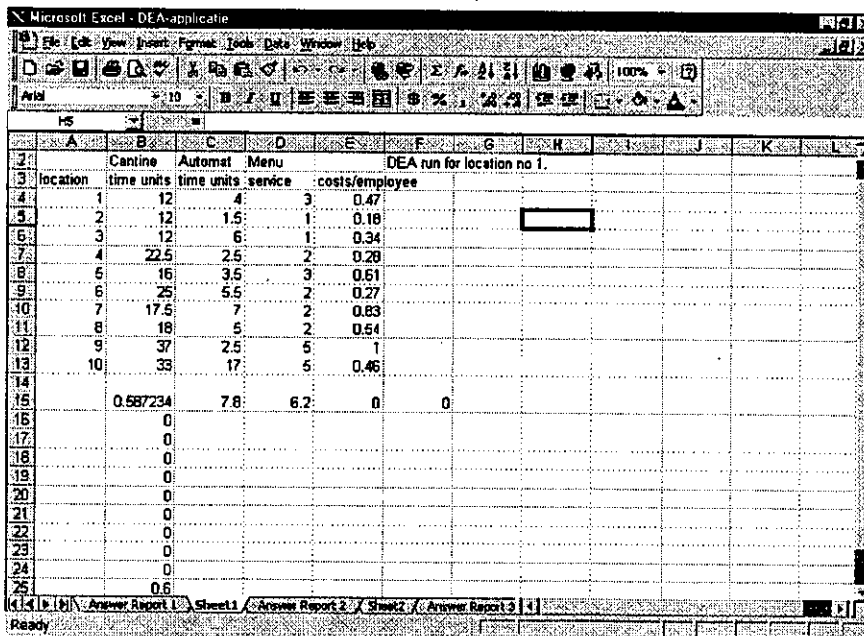 Microsoft Excel - DEA-applicatie
File Edit View Insert Format Tools Data Window Help
100%
Arial 10 B I U
H5 =
A B C D E F G H I J K L
2 Cantine Automat Menu DEA run for location no 1.
3 location time units time units service costs/employee
4 1 12 4 3 0.47
5 2 12 1.5 1 0.18
6 3 12 6 1 0.34
7 4 22.5 2.5 2 0.28
8 5 16 3.5 3 0.61
9 6 25 5.5 2 0.27
10 7 17.5 7 2 0.83
11 8 18 5 2 0.54
12 9 37 2.5 5 1
13 10 33 17 5 0.46
14
15 0.587234 7.8 6.2 0 0
16 0
17 0
18 0
19 0
20 0
21 0
22 0
23 0
24 0
25 0.6
Answer Report 1 Sheet1 Answer Report 2 Sheet2 Answer Report 3
Ready